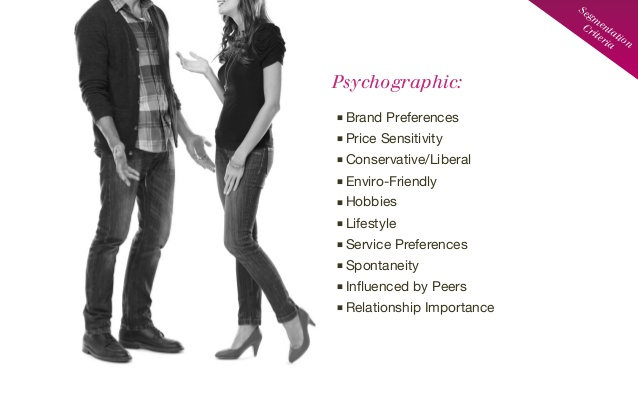 Segmentation
Criteria
Psychographic:
▪ Brand Preferences
▪ Price Sensitivity
▪ Conservative/Liberal
▪ Enviro-Friendly
▪ Hobbies
▪ Lifestyle
▪ Service Preferences
▪ Spontaneity
▪ Influenced by Peers
▪ Relationship Importance